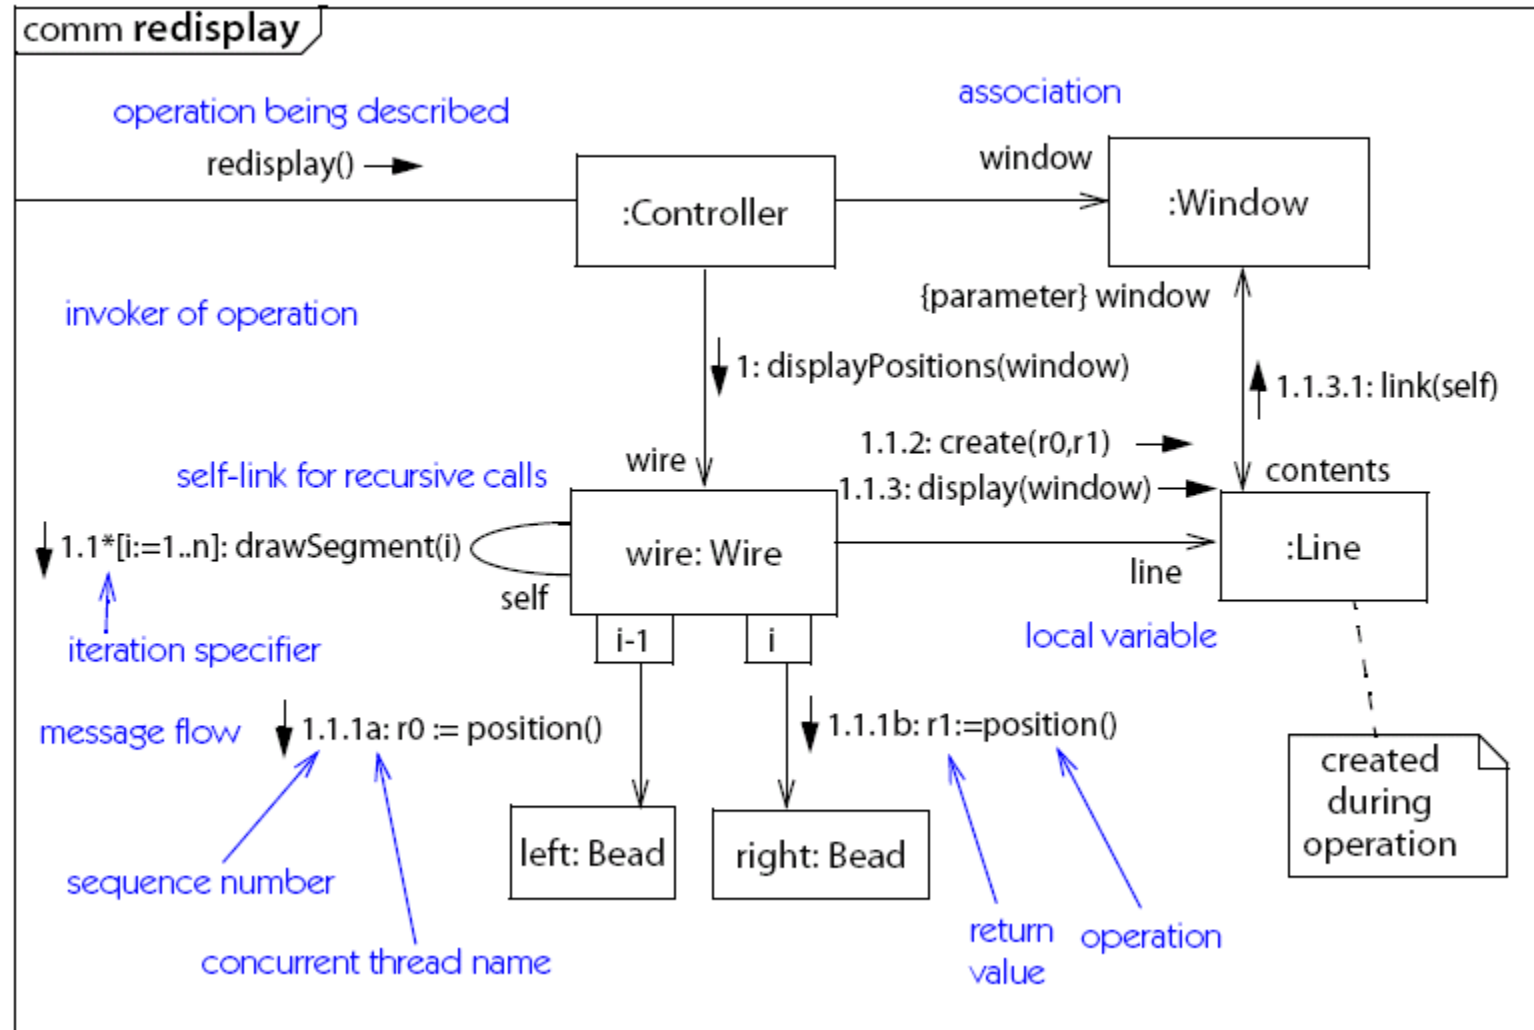 comm redisplay
operation being described
association
redisplay()
window
:Controller
:Window
{parameter} window
invoker of operation
1: displayPositions(window)
1.1.3.1: link(self)
1.1.2: create(r0,r1)
wire
contents
self-link for recursive calls
1.1.3: display(window)
1.1*[i:=1..n]: drawSegment(i)
wire: Wire
:Line
line
self
i-1
i
local variable
iteration specifier
message flow
1.1.1a: r0 := position()
1.1.1b: r1:=position()
created
during
operation
left: Bead
right: Bead
sequence number
return
value
operation
concurrent thread name